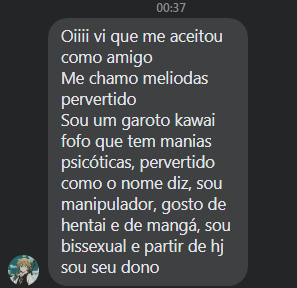 00:37
Oiiii vi que me aceitou
como amigo
Me chamo meliodas
pervertido
Sou um garoto kawai
fofo que tem manias
psicóticas, pervertido
como o nome diz, sou
manipulador, gosto de
hentai e de mangá, sou
bissexual e partir de hj
sou seu dono